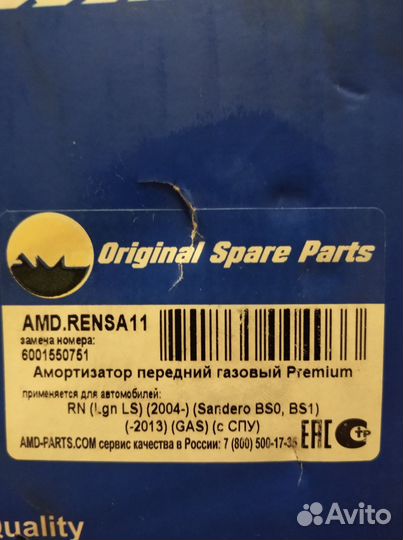 Original Spare Parts
AMD.RENSA11
замена номера:
6001550751
Амортизатор передний газовый Premium
применяется для автомобилей:
RN (Lgn LS) (2004-) (Sandero BS0, BS1)
(-2013) (GAS) (с СПУ)
AMD-PARTS.COM сервис качества в России: 7 (800) 500-17-35
EAC
Quality
Avito